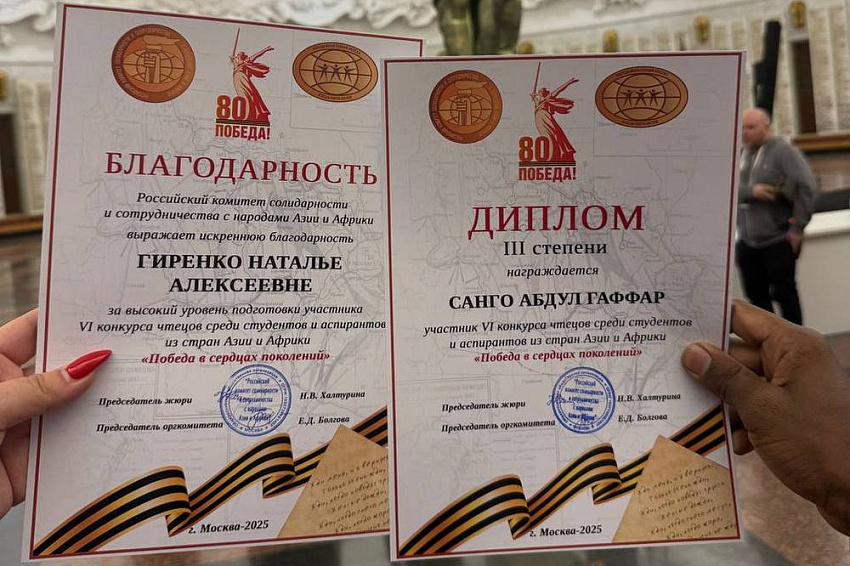 80
ПОБЕДА!
БЛАГОДАРНОСТЬ
Российский комитет солидарности
и сотрудничества с народами Азии и Африки
выражает искреннюю благодарность
ГИРЕНКО НАТАЛЬЕ
АЛЕКСЕЕВНЕ
за высокий уровень подготовки участника
VI конкурса чтецов среди студентов и аспирантов
из стран Азии и Африки
«Победа в сердцах поколений»
Председатель жюри Н.В. Халтурина
Председатель оргкомитета Е.Д. Болгова
г. Москва-2025
80
ПОБЕДА!
ДИПЛОМ
III степени
награждается
САНГО АБДУЛ ГАФФАР
участник VI конкурса чтецов среди студентов
и аспирантов из стран Азии и Африки
«Победа в сердцах поколений»
Председатель жюри Н.В. Халтурина
Председатель оргкомитета Е.Д. Болгова
г. Москва-2025